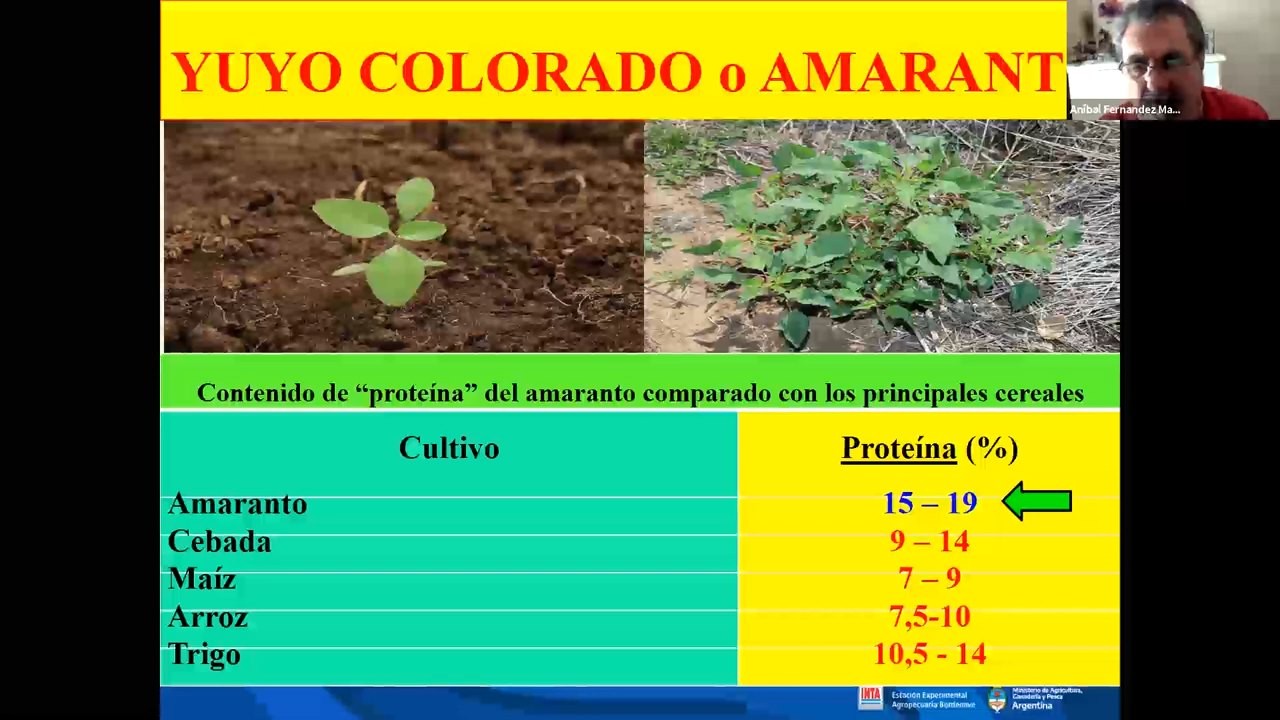 YUYO COLORADO o AMARANT
Aníbal Fernandez Ma...
Contenido de “proteína” del amaranto comparado con los principales cereales
Cultivo
Proteína (%)
Amaranto
15 – 19
Cebada
9 – 14
Maíz
7 – 9
Arroz
7,5-10
Trigo
10,5 - 14
INTA
Estación Experimental
Agropecuaria Bordenave
Ministerio de Agricultura,
Ganadería y Pesca
Argentina